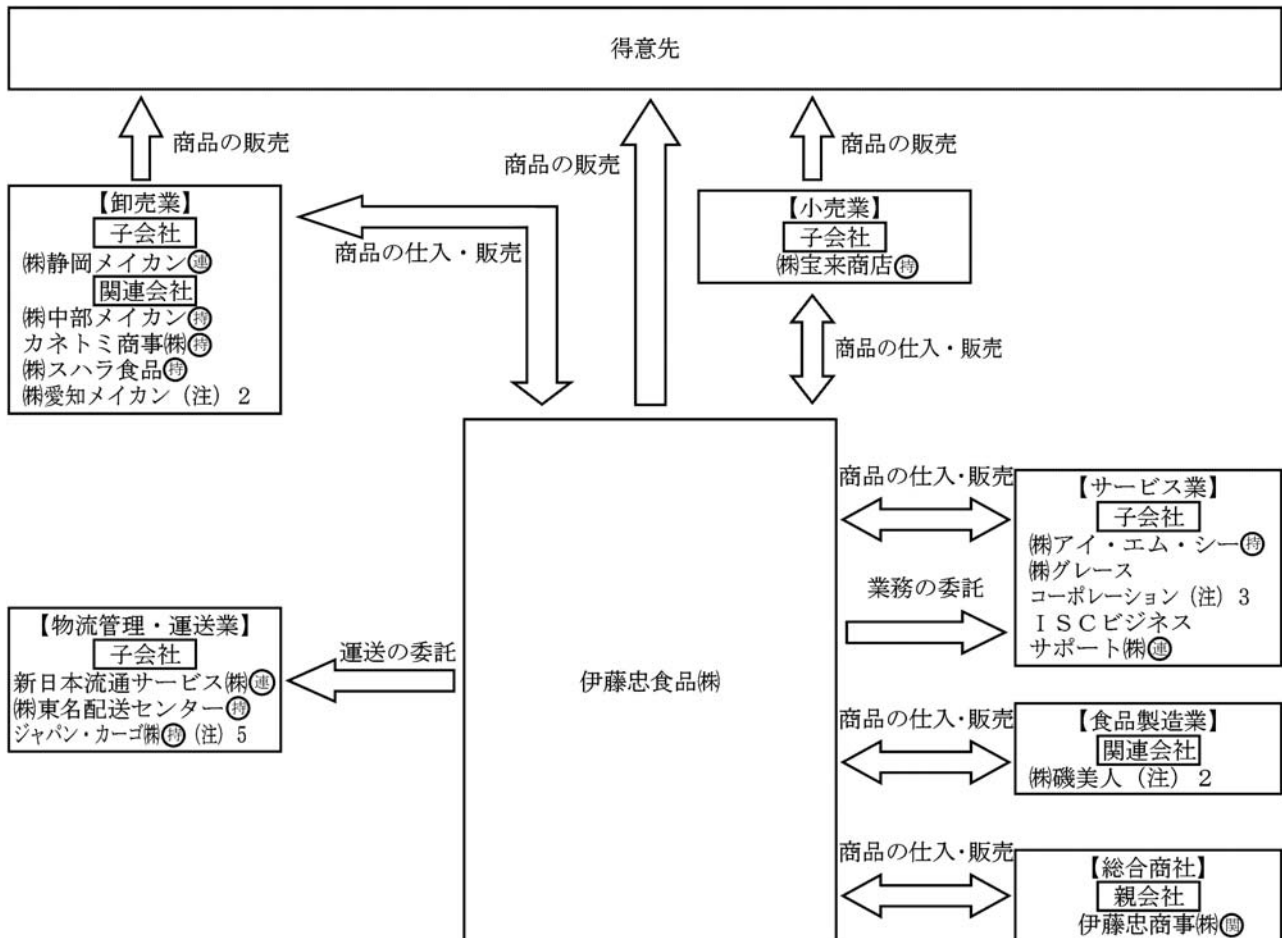 得意先
商品の販売
商品の販売
商品の販売
【卸売業】
子会社
㈱静岡メイカン㊝連
関連会社
㈱中部メイカン持
カネトミ商事㈱持
㈱スハラ食品持
㈱愛知メイカン（注）２
商品の仕入・販売
【小売業】
子会社
㈱宝来商店持
商品の仕入・販売
伊藤忠食品㈱
【物流管理・運送業】
子会社
新日本流通サービス㈱連
㈱東名配送センター持
ジャパン・カーゴ㈱持（注）5
運送の委託
商品の仕入・販売
業務の委託
【サービス業】
子会社
㈱アイ・エム・シー持
㈱グレース
コーポレーション（注）3
ＩＳＣビジネス
サポート㈱連
商品の仕入・販売
【食品製造業】
関連会社
㈱磯美人（注）２
商品の仕入・販売
【総合商社】
親会社
伊藤忠商事㈱関